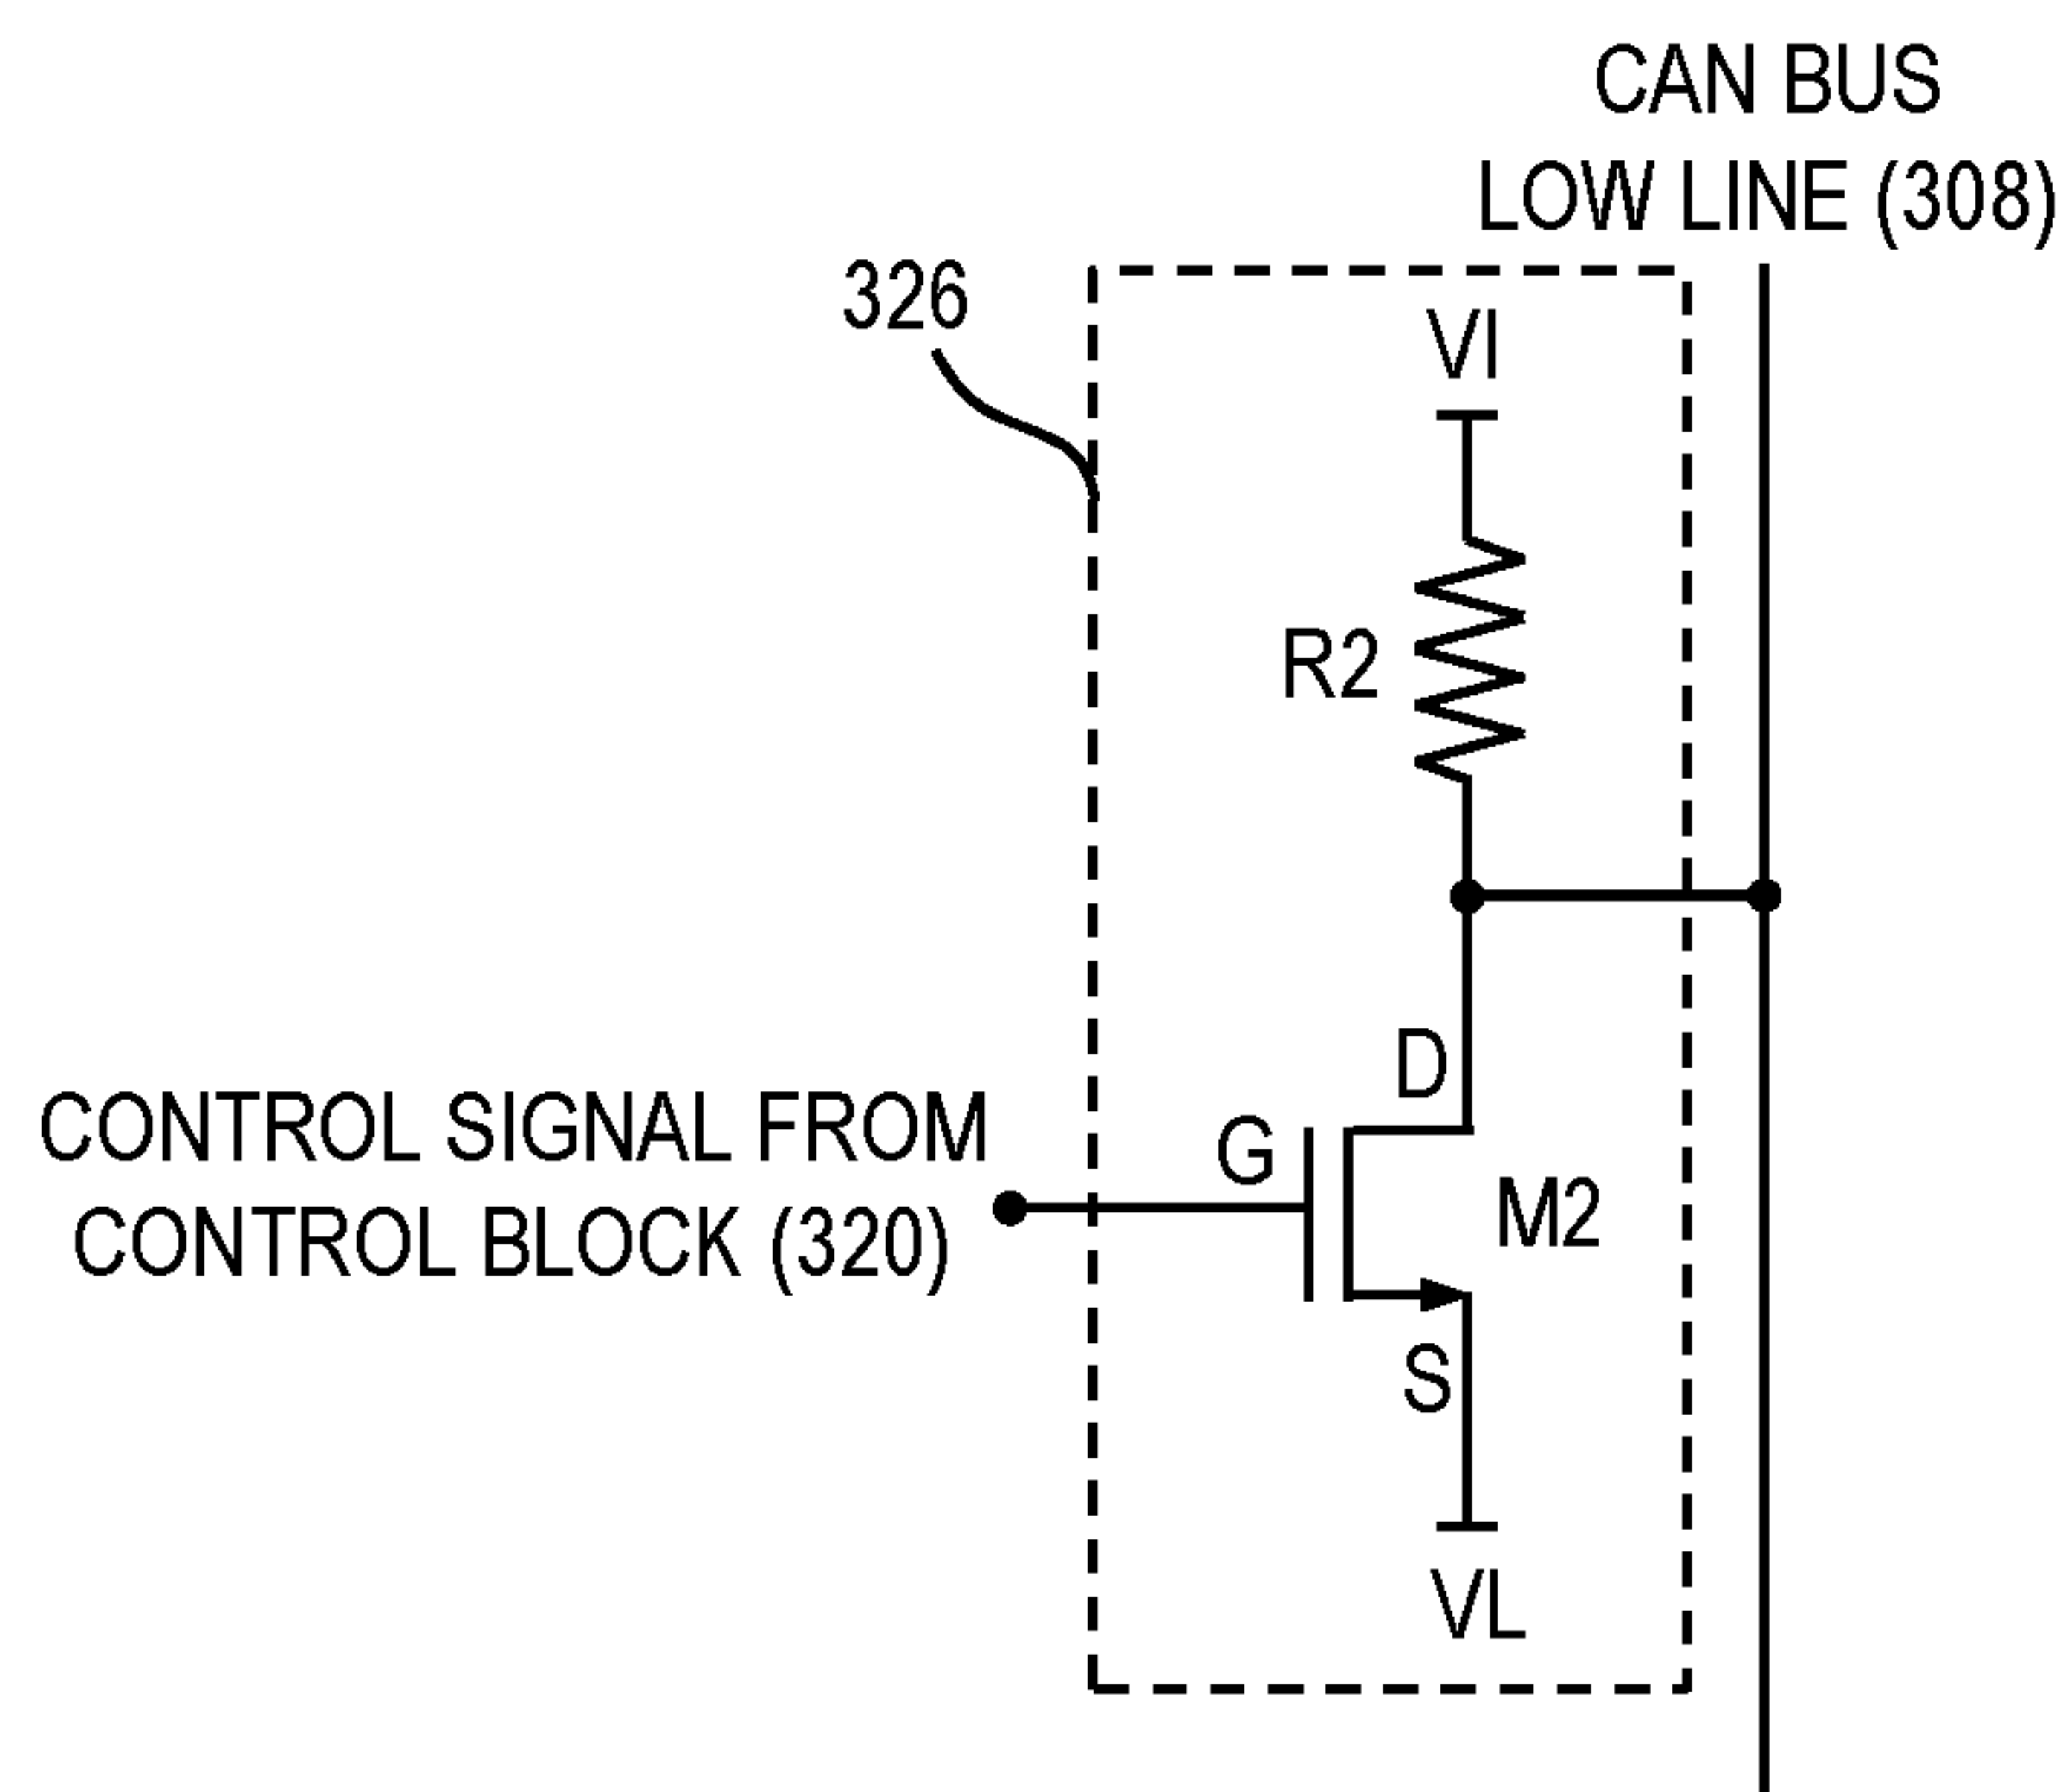 CAN BUS
LOW LINE (308)
326
VI
R2
D
CONTROL SIGNAL FROM
CONTROL BLOCK (320)
G
M2
S
VL